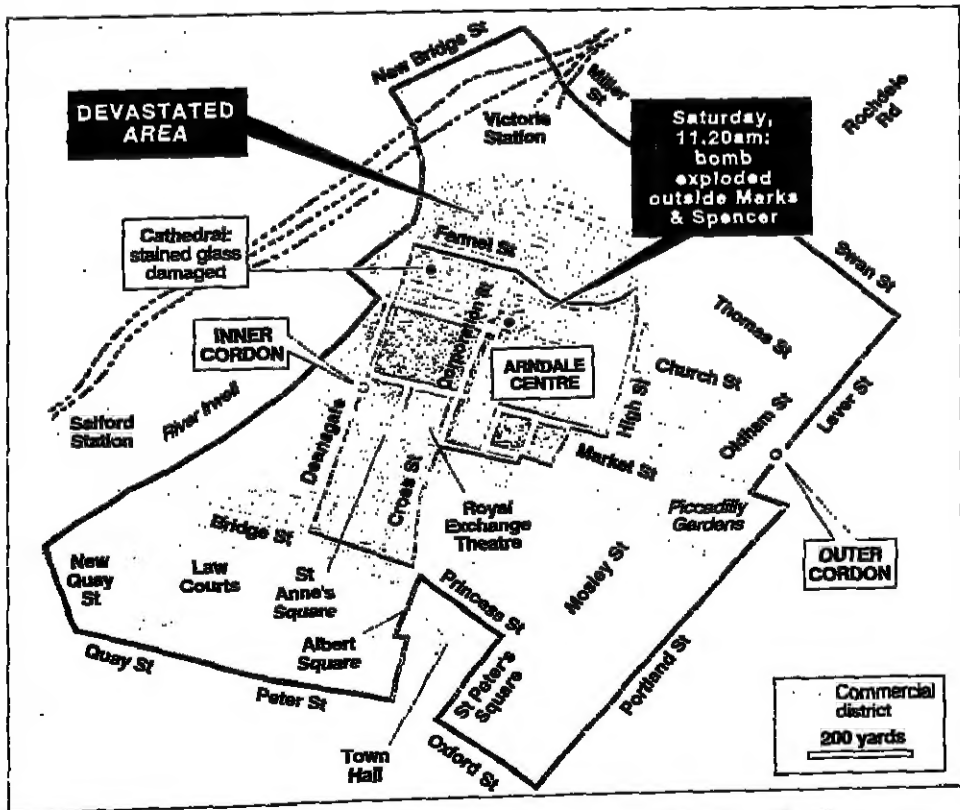 New Bridge St
Miller
St
DEVASTATED
AREA
Victoria
Station
Saturday,
11.20am:
bomb
exploded
outside Marks
& Spencer
Rochdale
Rd
Cathedral:
stained glass
damaged
Fennel St
Swan St
Corporation St
Thomas St
INNER
CORDON
ARNDALE
CENTRE
Church St
High St
Lever St
Oldham St
Salford
Station
River Irwell
Deansgate
Cross St
Market St
Royal
Exchange
Theatre
Piccadilly
Gardens
Bridge St
OUTER
CORDON
New
Quay
St
Law
Courts
St
Anne's
Square
Mosley St
Princess St
Albert
Square
Quay St
Peter St
St Peter's
Square
Portland St
Town
Hall
Oxford St
Commercial
district
200 yards